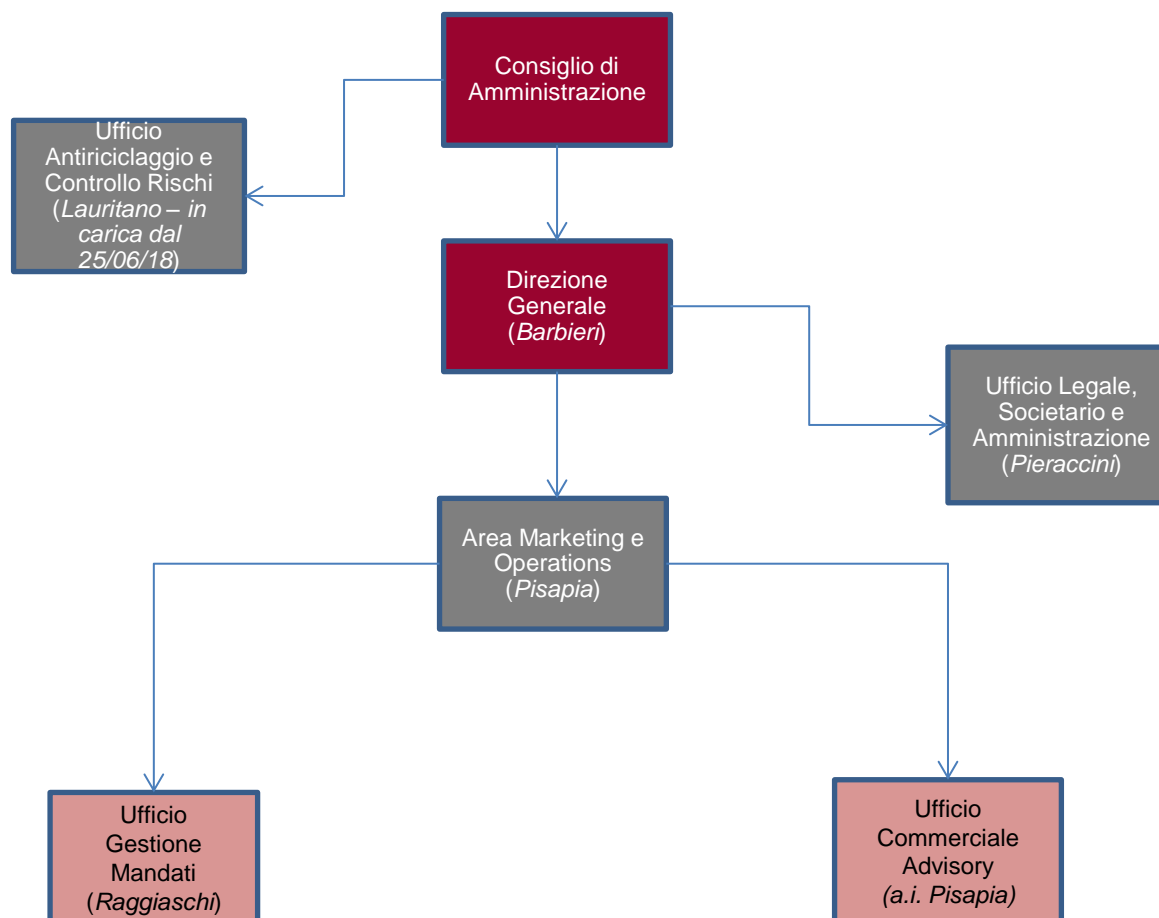 Consiglio di
Amministrazione
Ufficio
Antiriciclaggio e
Controllo Rischi
(Lauritano – in
carica dal
25/06/18)
Direzione
Generale
(Barbieri)
Ufficio Legale,
Societario e
Amministrazione
(Pieraccini)
Area Marketing e
Operations
(Pisapia)
Ufficio
Gestione
Mandati
(Raggiaschi)
Ufficio
Commerciale
Advisory
(a.i. Pisapia)